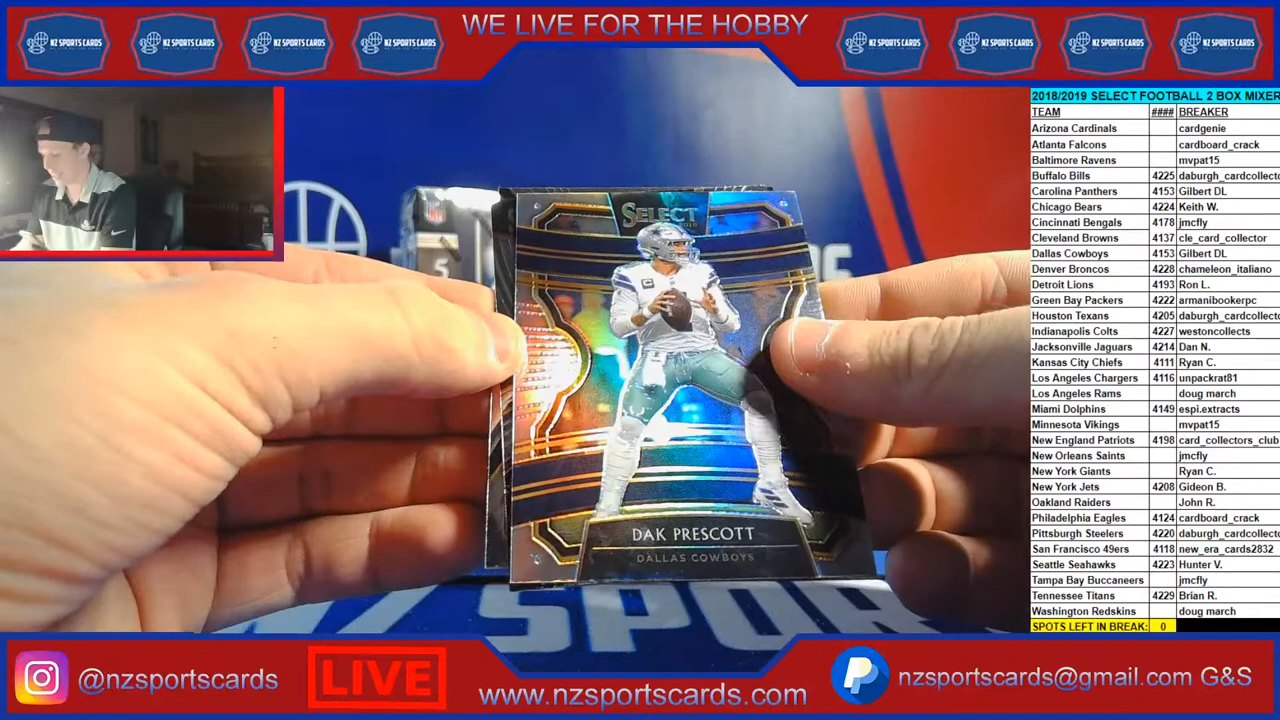 WE LIVE FOR THE HOBBY
NZ SPORTS CARDS
NZ SPORTS CARDS
NZ SPORTS CARDS
NZ SPORTS CARDS
NZ SPORTS CARDS
NZ SPORTS CARDS
NZ SPORTS CARDS
NZ SPORTS CARDS
2018/2019 SELECT FOOTBALL 2 BOX MIXER
TEAM #### BREAKER
Arizona Cardinals cardgenie
Atlanta Falcons cardboard_crack
Baltimore Ravens mvpat15
Buffalo Bills 4225 daburgh_cardcollecto
Carolina Panthers 4153 Gilbert DL
Chicago Bears 4224 Keith W.
Cincinnati Bengals 4178 jmcfly
Cleveland Browns 4137 cle_card_collector
Dallas Cowboys 4153 Gilbert DL
Denver Broncos 4228 chameleon_italiano
Detroit Lions 4193 Ron L.
Green Bay Packers 4222 armanibookerpc
Houston Texans 4205 daburgh_cardcollecto
Indianapolis Colts 4227 westoncollects
Jacksonville Jaguars 4214 Dan N.
Kansas City Chiefs 4111 Ryan C.
Los Angeles Chargers 4116 unpackrat81
Los Angeles Rams doug march
Miami Dolphins 4149 espi.extracts
Minnesota Vikings mvpat15
New England Patriots 4198 card_collectors_club
New Orleans Saints jmcfly
New York Giants Ryan C.
New York Jets 4208 Gideon B.
Oakland Raiders John R.
Philadelphia Eagles 4124 cardboard_crack
Pittsburgh Steelers 4220 daburgh_cardcollecto
San Francisco 49ers 4118 new_era_cards2832
Seattle Seahawks 4223 Hunter V.
Tampa Bay Buccaneers jmcfly
Tennessee Titans 4229 Brian R.
Washington Redskins doug march
SPOTS LEFT IN BREAK: 0
SELECT
DAK PRESCOTT
DALLAS COWBOYS
NZ SPOR
@nzsportscards
LIVE
www.nzsportscards.com
nzsportscards@gmail.com G&S